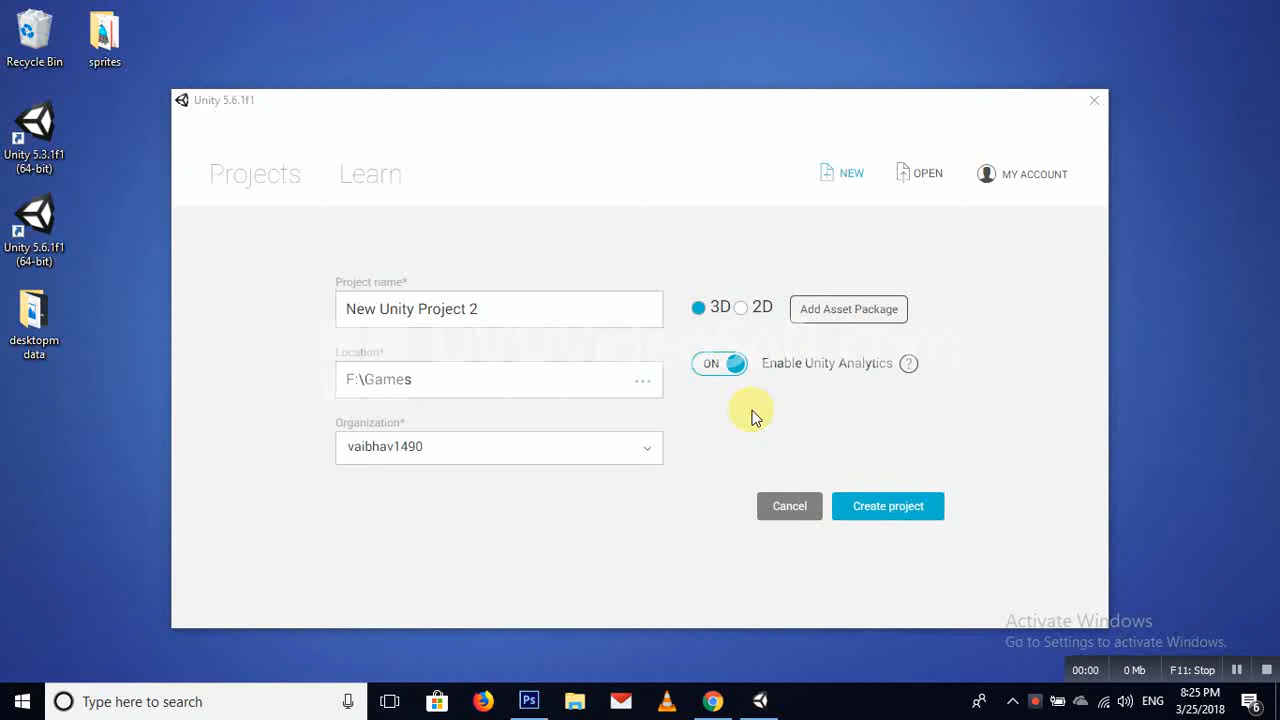 Recycle Bin
sprites
Unity 5.3.1f1
(64-bit)
Unity 5.6.1f1
(64-bit)
desktopm
data
Unity 5.6.1f1
Projects
Learn
NEW
OPEN
MY ACCOUNT
Project name*
New Unity Project 2
3D
2D
Add Asset Package
Location*
F:\Games
...
ON
Enable Unity Analytics
?
Organization*
vaibhav1490
Cancel
Create project
Activate Windows
Go to Settings to activate Windows.
00:00
0 Mb
F11: Stop
Type here to search
Ps
ENG
8:25 PM
3/25/2018
6